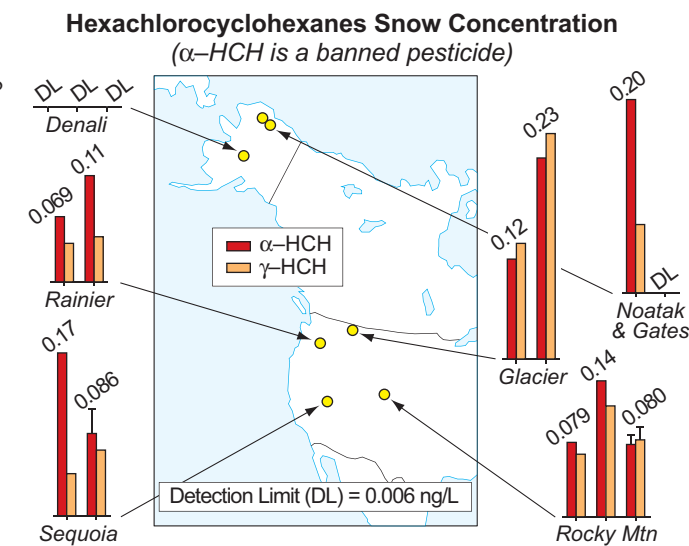 Hexachlorocyclohexanes Snow Concentration
(α–HCH is a banned pesticide)
DL DL DL
Denali
0.069 0.11
Rainier
0.17 0.086
Sequoia
α–HCH
γ–HCH
Detection Limit (DL) = 0.006 ng/L
0.12 0.23
Glacier
0.20 DL
Noatak
& Gates
0.079 0.14 0.080
Rocky Mtn